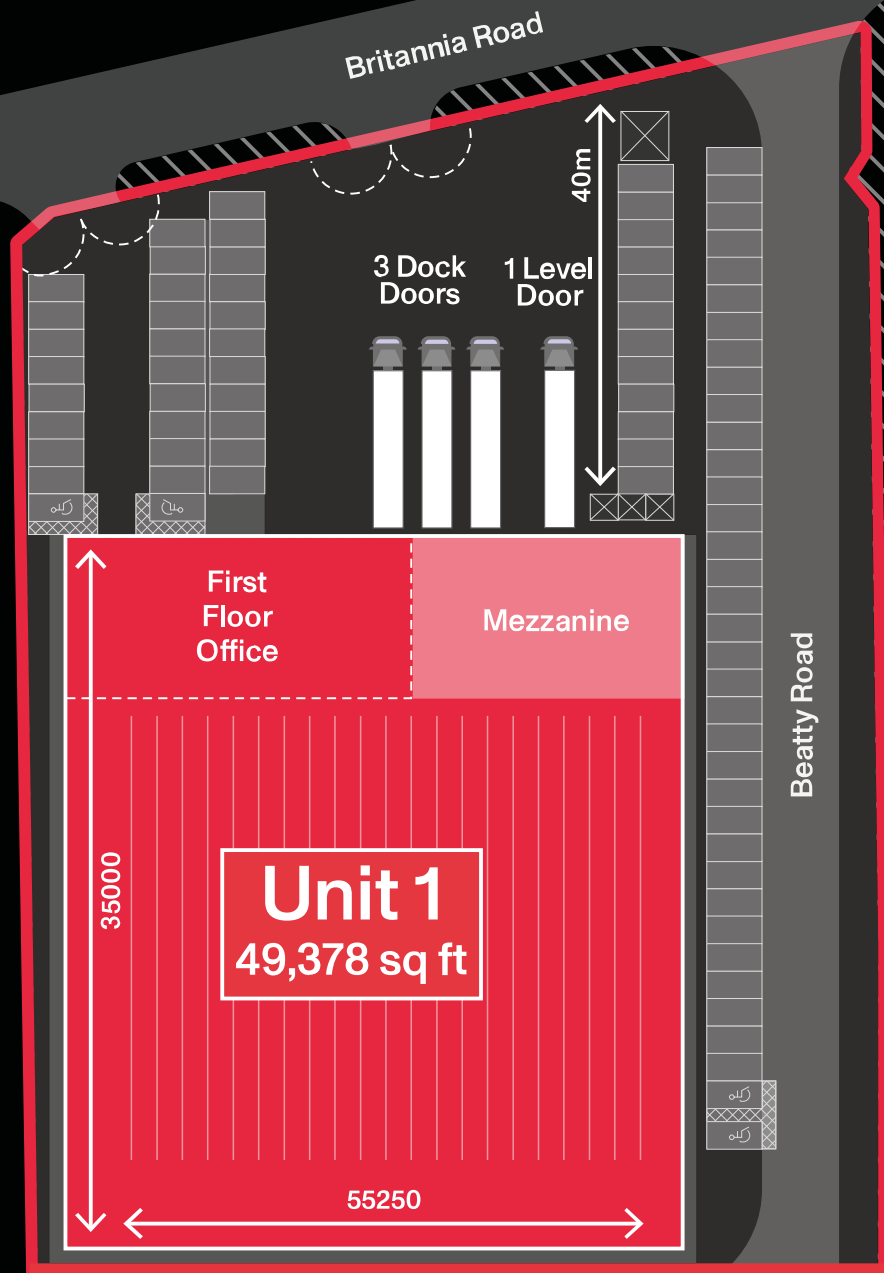 Britannia Road
40m
3 Dock
Doors
1 Level
Door
First
Floor
Office
Mezzanine
Beatty Road
35000
Unit 1
49,378 sq ft
55250